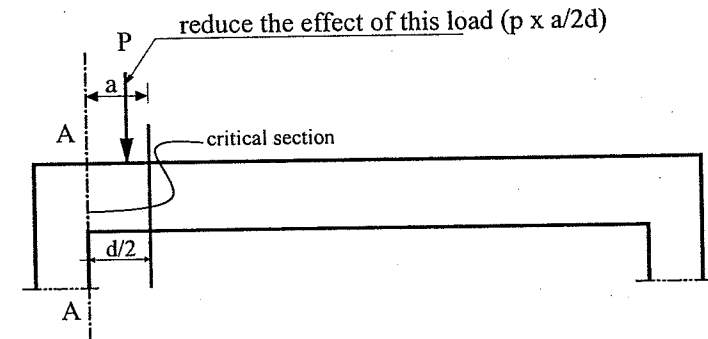 reduce the effect of this load (p x a/2d)
P
a
A
critical section
d/2
A